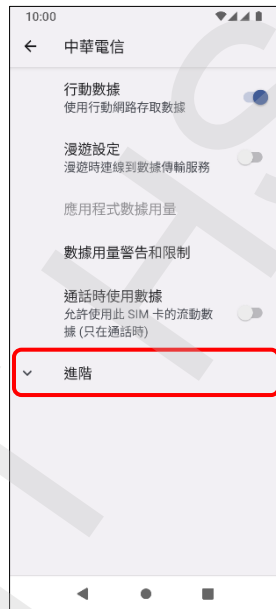 10:00
中華電信
行動數據
使用行動網路存取數據
漫遊設定
漫遊時連線到數據傳輸服務
應用程式數據用量
數據用量警告和限制
通話時使用數據
允許使用此 SIM 卡的流動數
據 (只在通話時)
進階